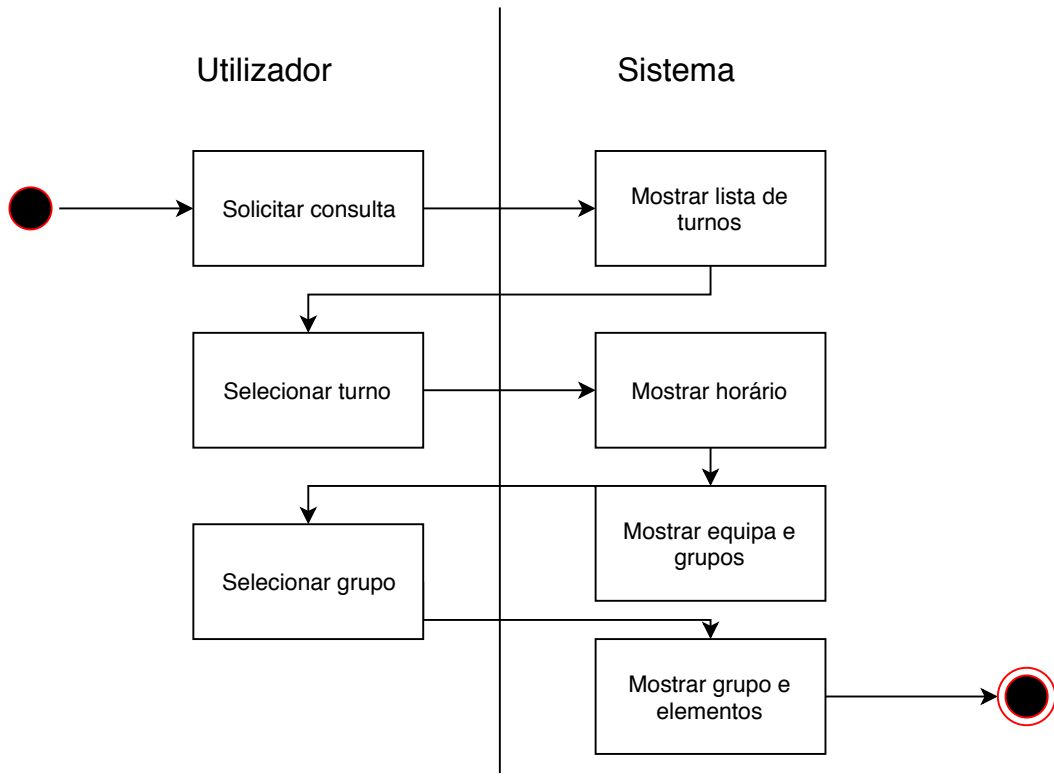 Utilizador
Sistema
Solicitar consulta
Mostrar lista de
turnos
Selecionar turno
Mostrar horário
Mostrar equipa e
grupos
Selecionar grupo
Mostrar grupo e
elementos